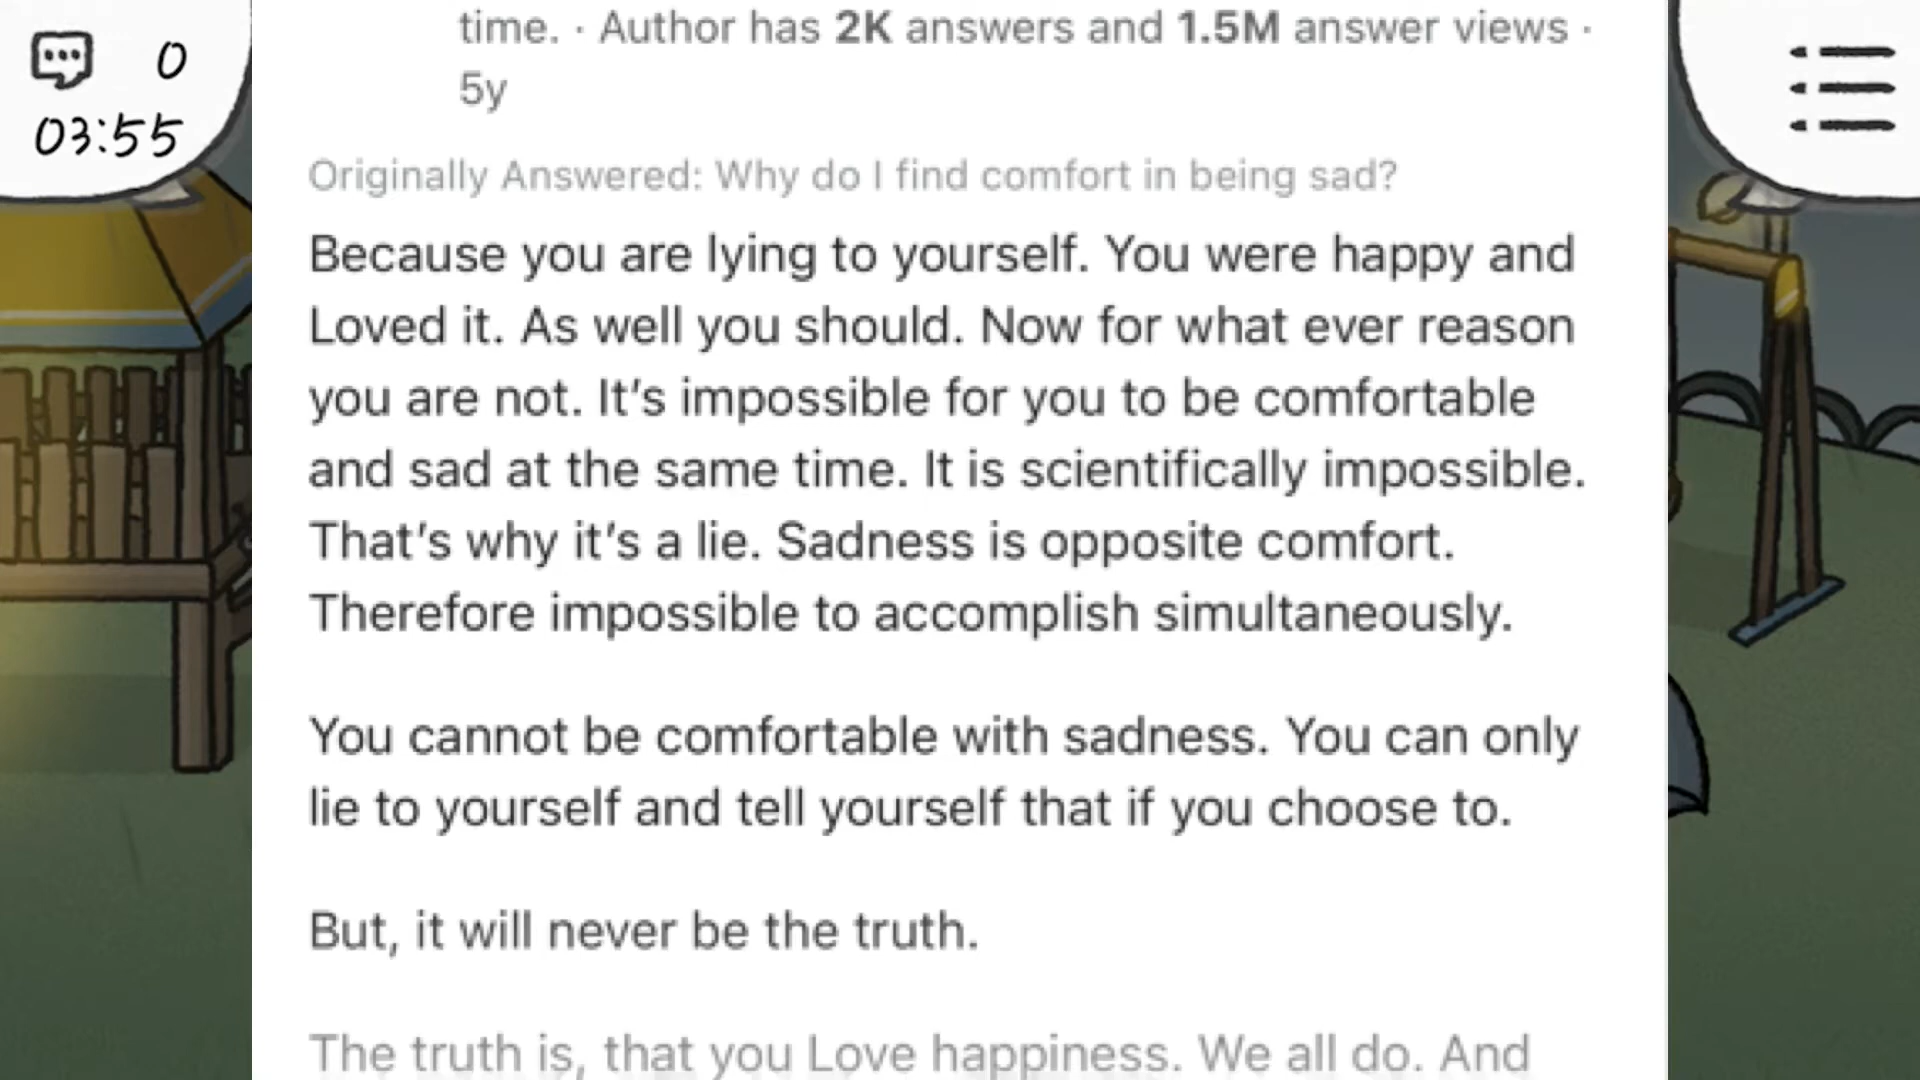 0
03:55
time. · Author has 2K answers and 1.5M answer views ·
5y
Originally Answered: Why do I find comfort in being sad?
Because you are lying to yourself. You were happy and
Loved it. As well you should. Now for what ever reason
you are not. It’s impossible for you to be comfortable
and sad at the same time. It is scientifically impossible.
That’s why it’s a lie. Sadness is opposite comfort.
Therefore impossible to accomplish simultaneously.
You cannot be comfortable with sadness. You can only
lie to yourself and tell yourself that if you choose to.
But, it will never be the truth.
The truth is, that you Love happiness. We all do. And